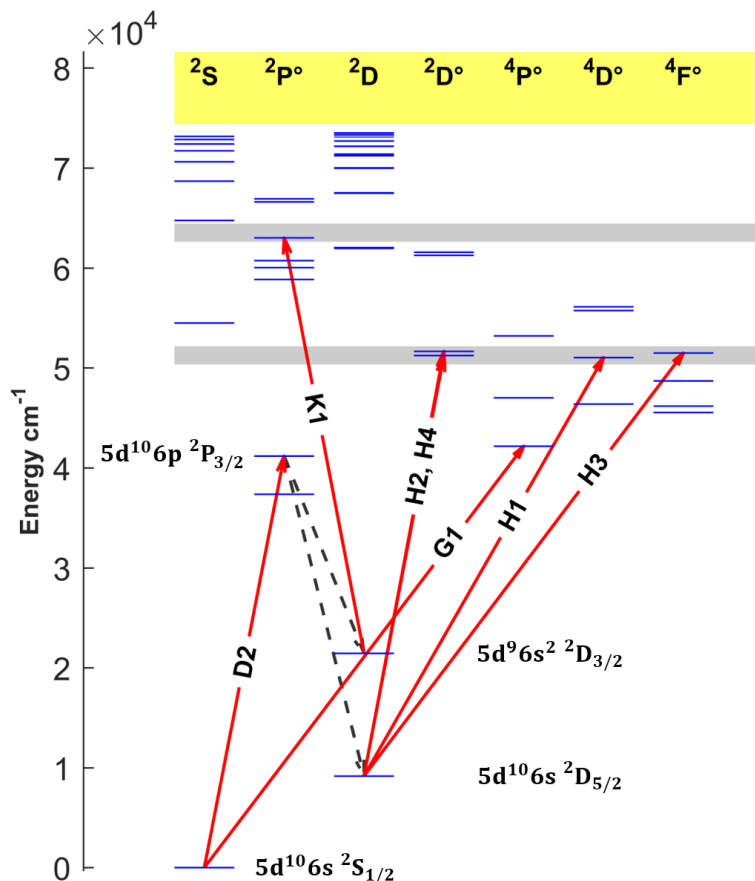 ×10⁴
8
7
6
5
4
3
2
1
0
Energy cm⁻¹
²S ²P° ²D ²D° ⁴P° ⁴D° ⁴F°
K1
H2, H4
G1
H1
H3
D2
5d¹⁰6p ²P₃/₂
5d⁹6s² ²D₃/₂
5d¹⁰6s ²D₅/₂
5d¹⁰6s ²S₁/₂